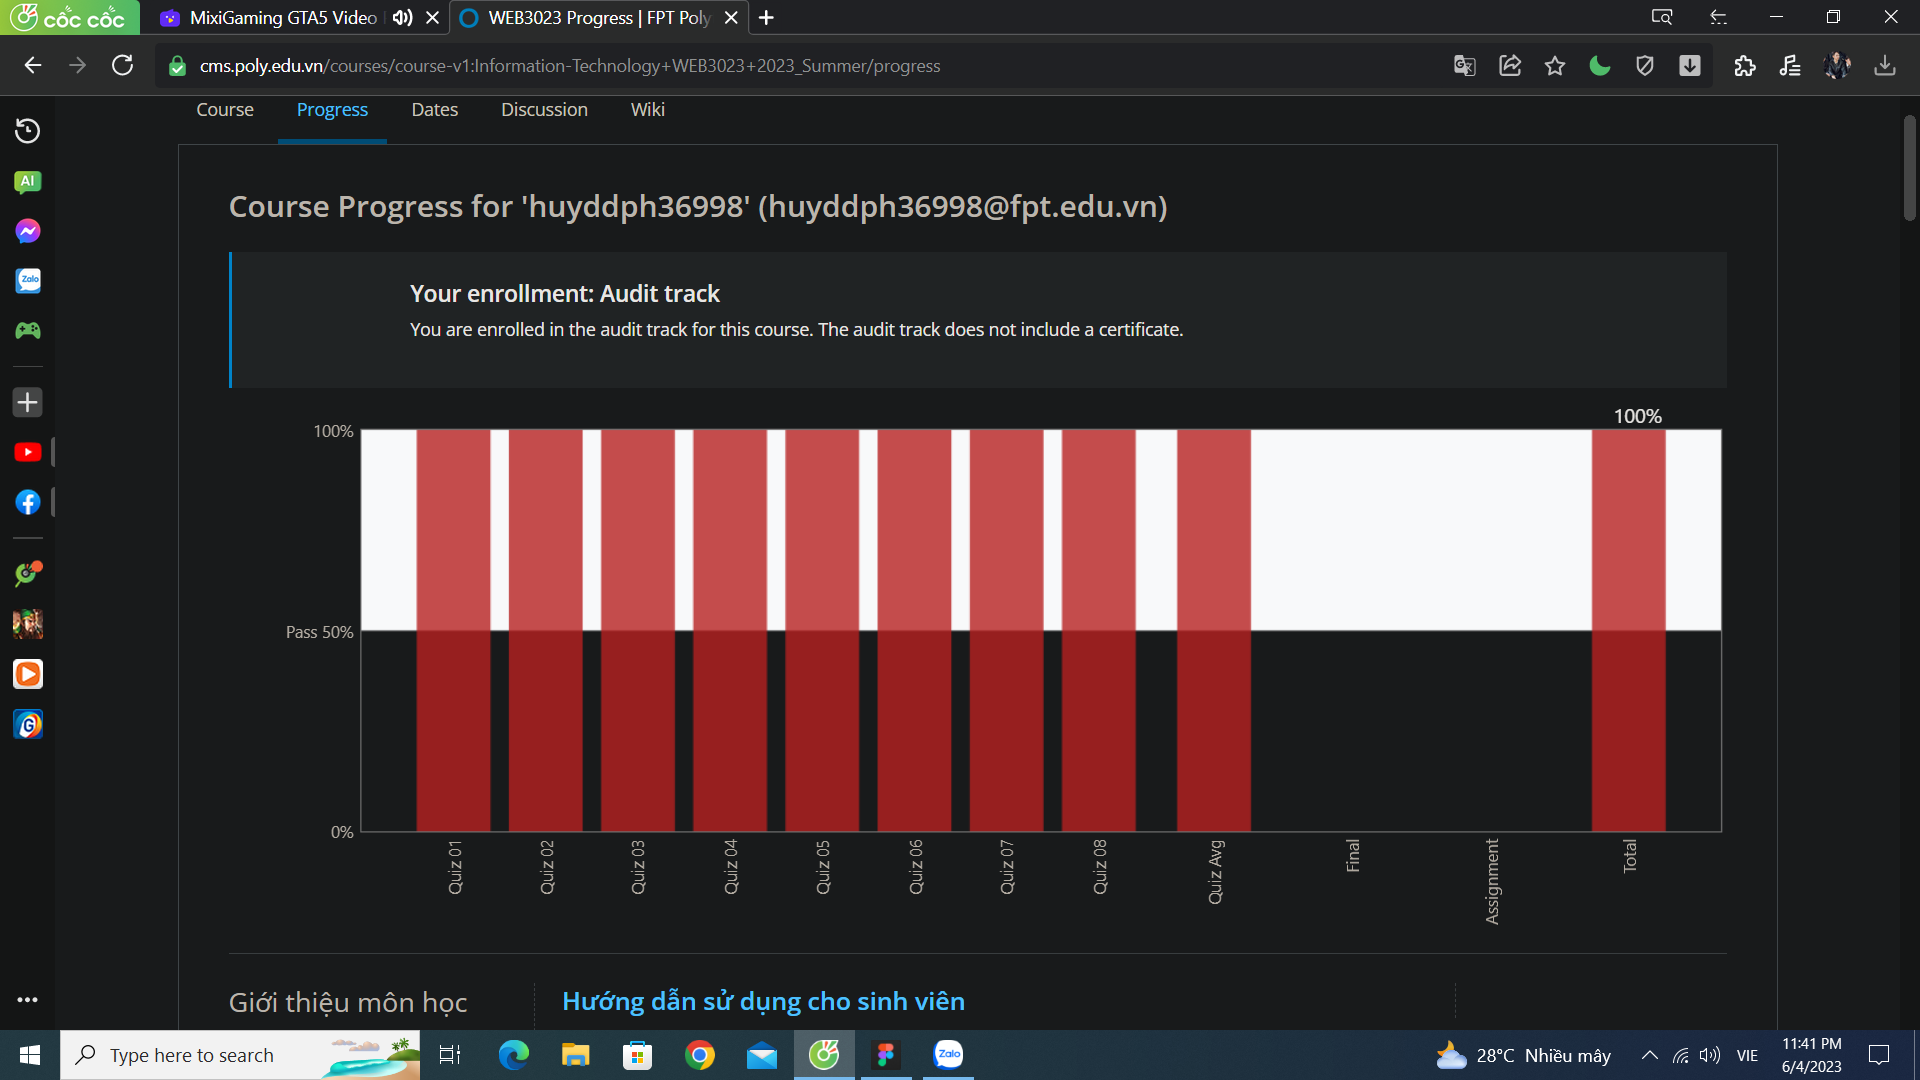 cốc cốc
MixiGaming GTA5 Video
WEB3023 Progress | FPT Poly
cms.poly.edu.vn/courses/course-v1:Information-Technology+WEB3023+2023_Summer/progress
Course Progress Dates Discussion Wiki
AI
Zalo
Course Progress for 'huyddph36998' (huyddph36998@fpt.edu.vn)
Your enrollment: Audit track
You are enrolled in the audit track for this course. The audit track does not include a certificate.
100%
100%
Pass 50%
0%
Quiz 01
Quiz 02
Quiz 03
Quiz 04
Quiz 05
Quiz 06
Quiz 07
Quiz 08
Quiz Avg
Final
Assignment
Total
Giới thiệu môn học
Hướng dẫn sử dụng cho sinh viên
Type here to search
Zalo
28°C Nhiều mây
VIE
11:41 PM
6/4/2023